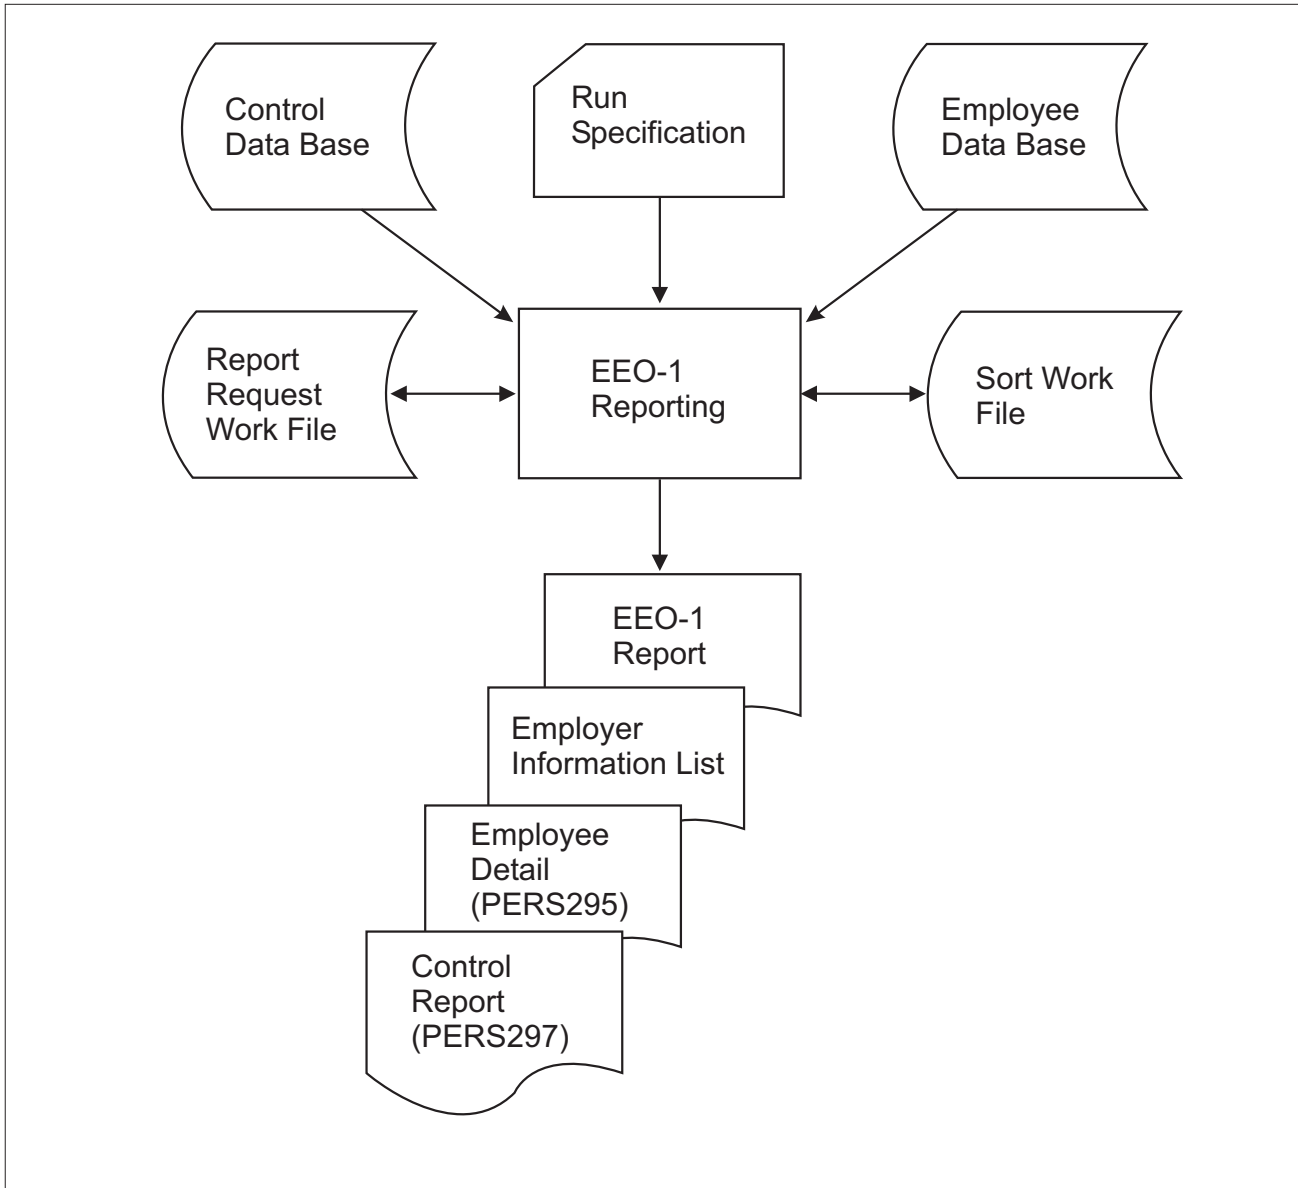 Control
Data Base
Run
Specification
Employee
Data Base
Report
Request
Work File
EEO-1
Reporting
Sort Work
File
EEO-1
Report
Employer
Information List
Employee
Detail
(PERS295)
Control
Report
(PERS297)